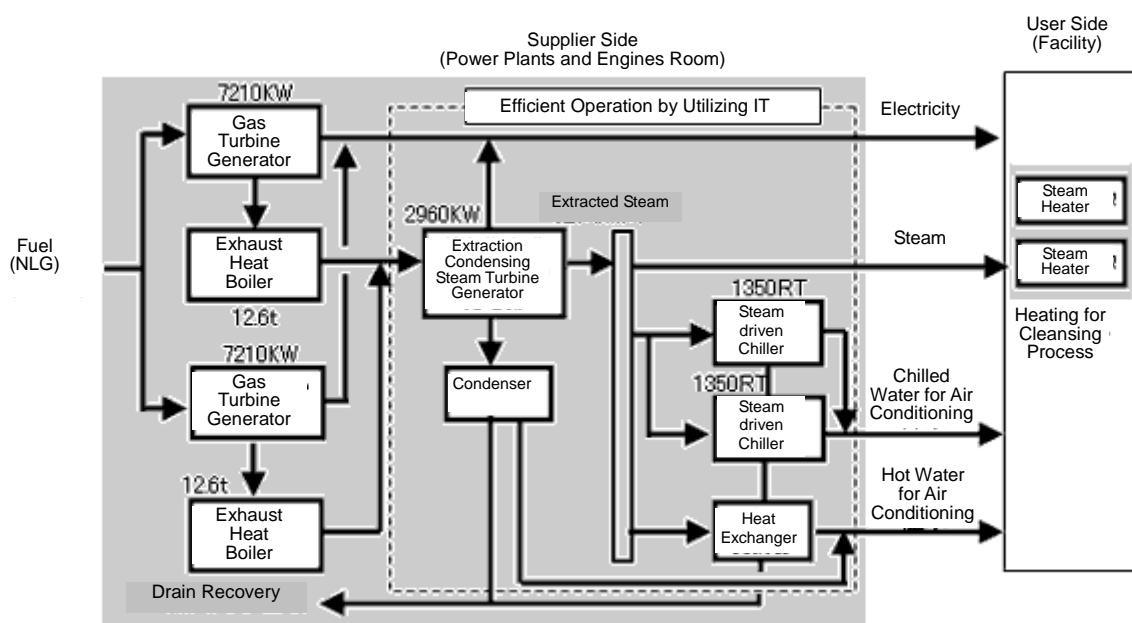 User Side
(Facility)
Supplier Side
(Power Plants and Engines Room)
7210KW
Efficient Operation by Utilizing IT
Electricity
Gas
Turbine
Generator
Steam
Heater
2960KW
Extracted Steam
Fuel
(NLG)
Exhaust
Heat
Boiler
Extraction
Condensing
Steam Turbine
Generator
Steam
Steam
Heater
12.6t
1350RT
Steam
driven
Chiller
Heating for
Cleansing
Process
7210KW
Gas
Turbine
Generator
Condenser
1350RT
Steam
driven
Chiller
Chilled
Water for Air
Conditioning
12.6t
Exhaust
Heat
Boiler
Heat
Exchanger
Hot Water
for Air
Conditioning
Drain Recovery